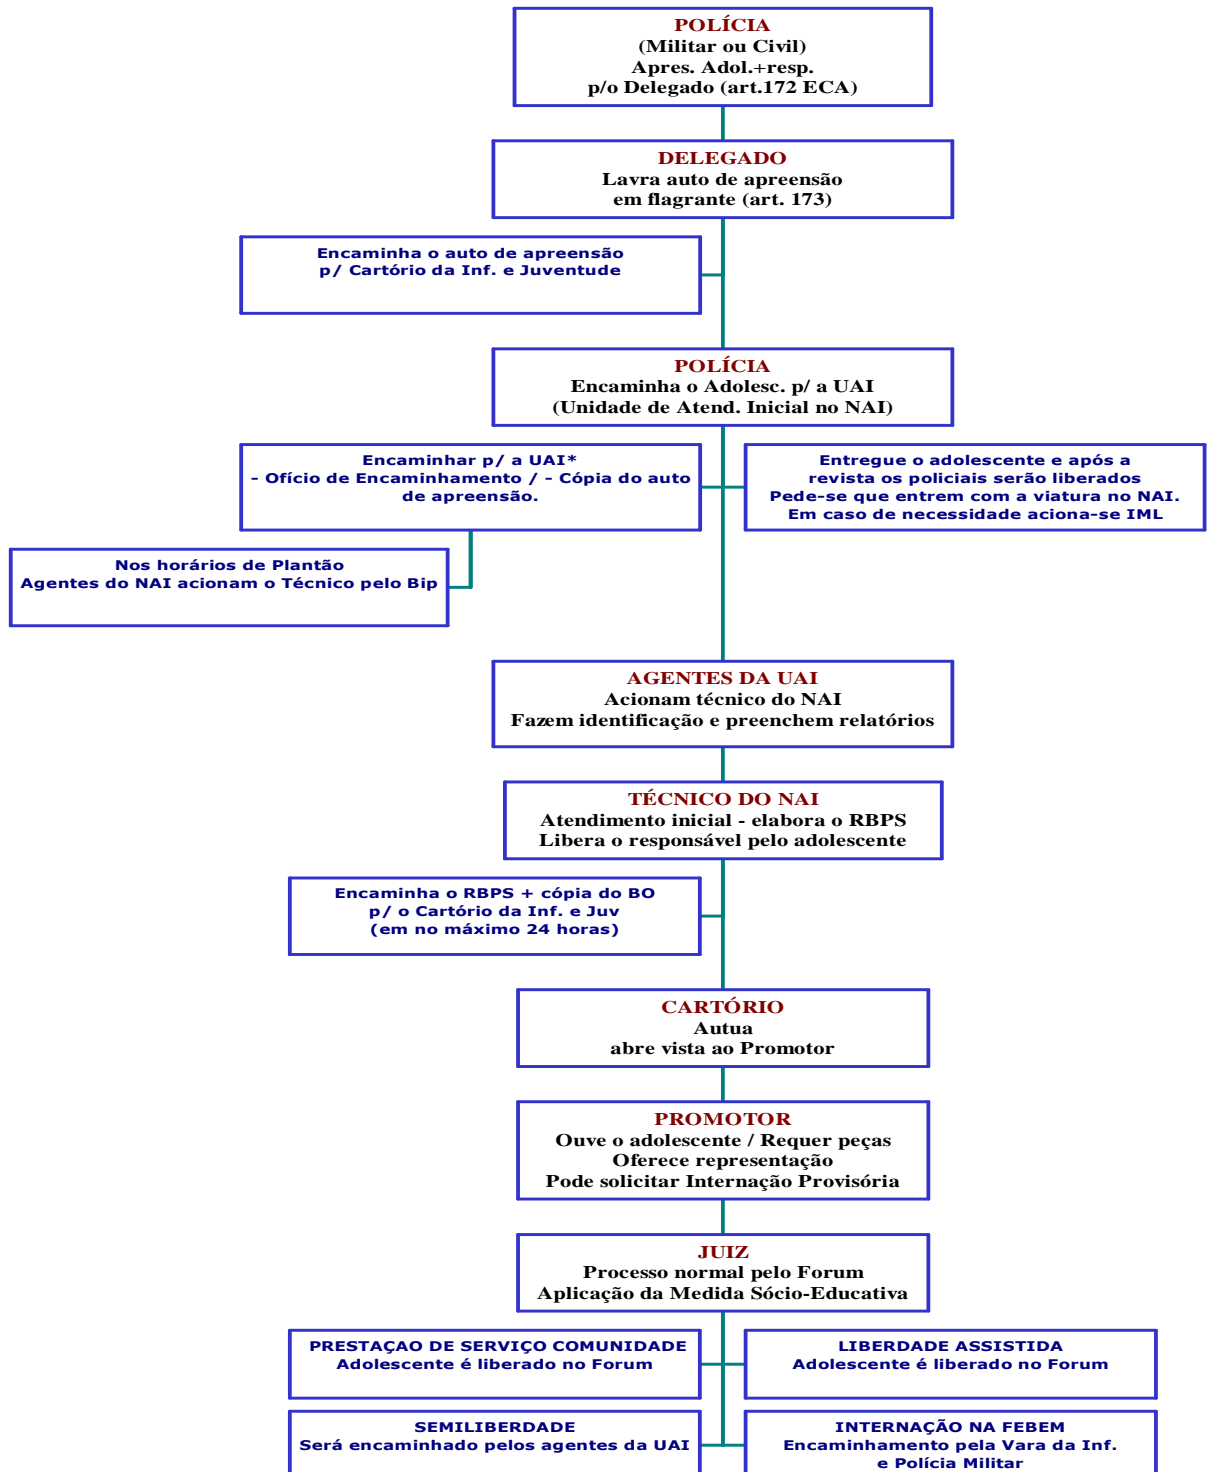 POLÍCIA
(Militar ou Civil)
Apres. Adol.+resp.
p/o Delegado (art.172 ECA)
DELEGADO
Lavra auto de apreensão
em flagrante (art. 173)
Encaminha o auto de apreensão
p/ Cartório da Inf. e Juventude
POLÍCIA
Encaminha o Adolesc. p/ a UAI
(Unidade de Atend. Inicial no NAI)
Encaminhar p/ a UAI*
- Ofício de Encaminhamento / - Cópia do auto
de apreensão.
Entregue o adolescente e após a
revista os policiais serão liberados
Pede-se que entrem com a viatura no NAI.
Em caso de necessidade aciona-se IML
Nos horários de Plantão
Agentes do NAI acionam o Técnico pelo Bip
AGENTES DA UAI
Acionam técnico do NAI
Fazem identificação e preenchem relatórios
TÉCNICO DO NAI
Atendimento inicial - elabora o RBPS
Libera o responsável pelo adolescente
Encaminha o RBPS + cópia do BO
p/ o Cartório da Inf. e Juv
(em no máximo 24 horas)
CARTÓRIO
Autua
abre vista ao Promotor
PROMOTOR
Ouve o adolescente / Requer peças
Oferece representação
Pode solicitar Internação Provisória
JUIZ
Processo normal pelo Forum
Aplicação da Medida Sócio-Educativa
PRESTAÇAO DE SERVIÇO COMUNIDADE
Adolescente é liberado no Forum
LIBERDADE ASSISTIDA
Adolescente é liberado no Forum
SEMILIBERDADE
Será encaminhado pelos agentes da UAI
INTERNAÇÃO NA FEBEM
Encaminhamento pela Vara da Inf.
e Polícia Militar